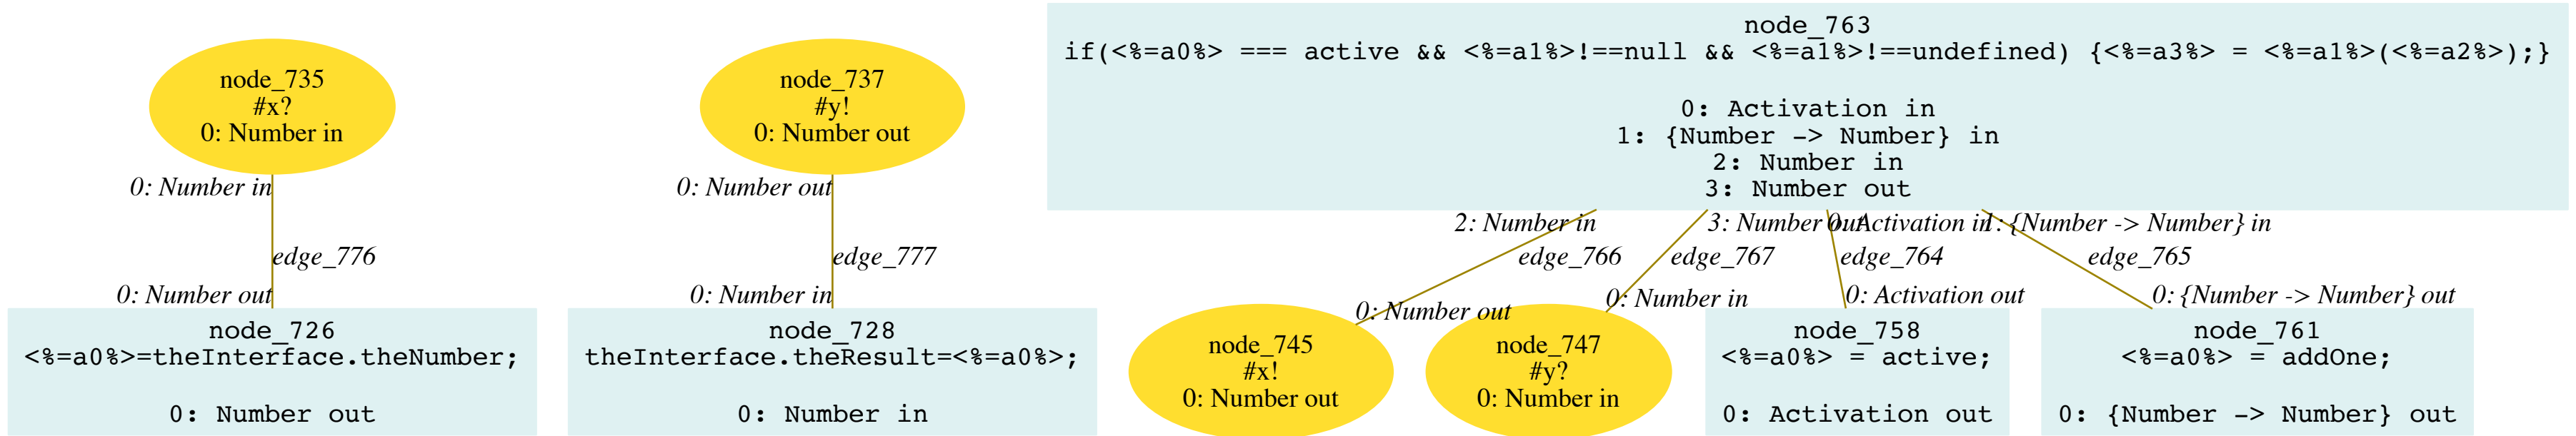 node_735
#x?
0: Number in
node_737
#y!
0: Number out
node_763
if(<%=a0%> === active && <%=a1%>!==null && <%=a1%>!==undefined) {<%=a3%> = <%=a1%>(<%=a2%>);}
0: Activation in
1: {Number -> Number} in
2: Number in
3: Number out
0: Number in
edge_776
0: Number out
0: Number out
edge_777
0: Number in
2: Number in
edge_766
0: Number out
3: Number out
edge_767
0: Number in
0: Activation in
edge_764
0: Activation out
1: {Number -> Number} in
edge_765
0: {Number -> Number} out
node_726
<%=a0%>=theInterface.theNumber;
0: Number out
node_728
theInterface.theResult=<%=a0%>;
0: Number in
node_745
#x!
0: Number out
node_747
#y?
0: Number in
node_758
<%=a0%> = active;
0: Activation out
node_761
<%=a0%> = addOne;
0: {Number -> Number} out